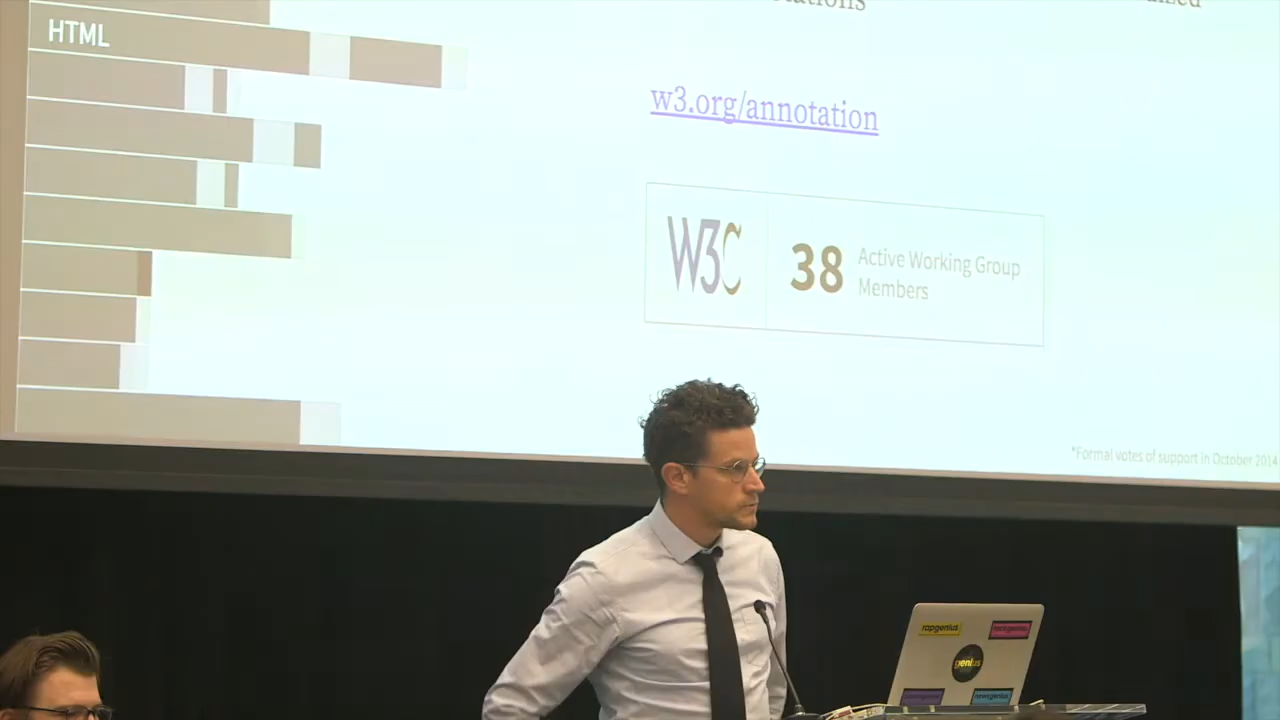 HTML
w3.org/annotation
W3C
38
Active Working Group
Members
*Formal votes of support in October 2014
rapgenius
genius
newsgenius